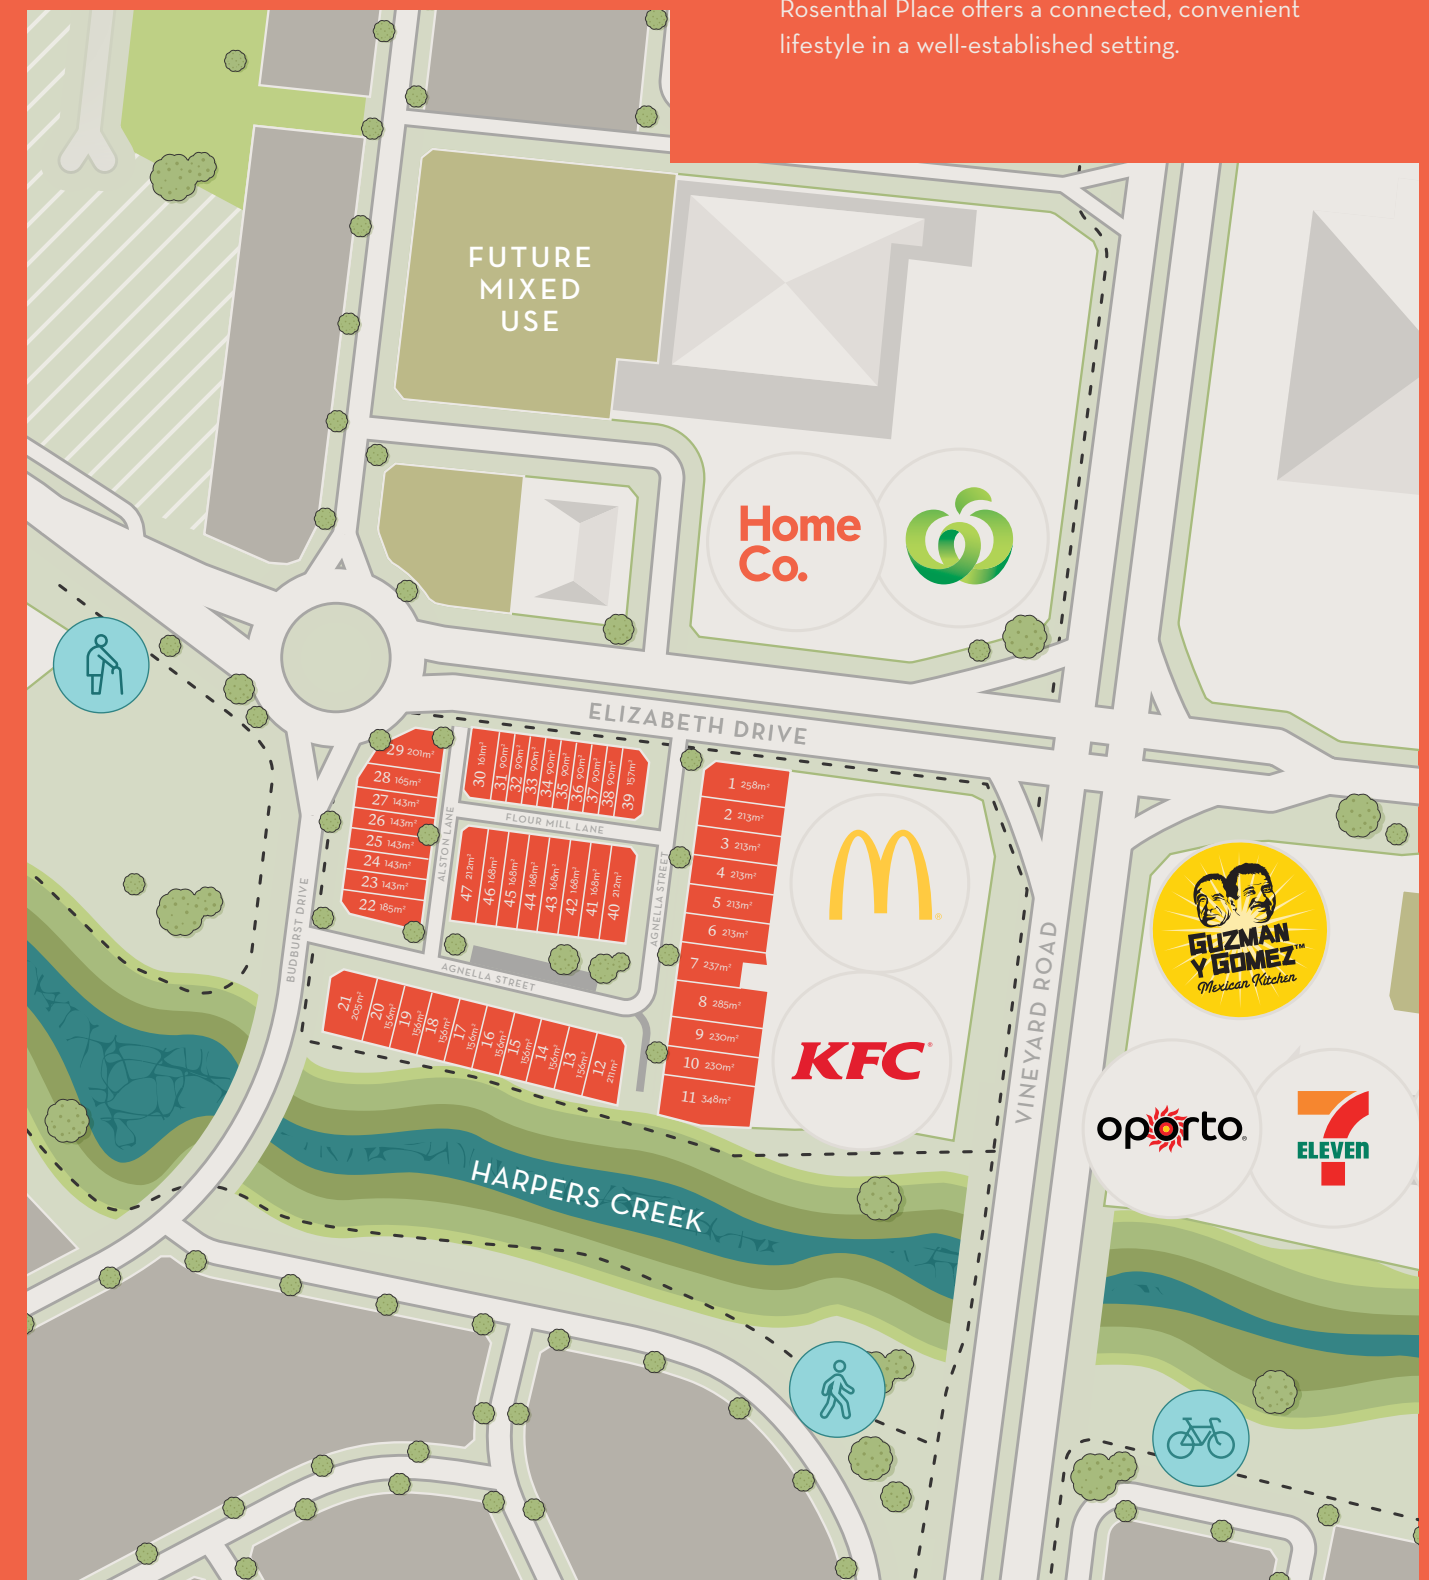 Rosenthal Place offers a connected, convenient
lifestyle in a well-established setting.
FUTURE
MIXED
USE
Home
Co.
ELIZABETH DRIVE
29 201m²
28 165m²
27 143m²
26 143m²
25 143m²
24 143m²
23 143m²
22 185m²
ALSTON LANE
30 161m²
31 90m²
32 90m²
33 90m²
34 90m²
35 90m²
36 90m²
37 90m²
38 90m²
39 157m²
FLOUR MILL LANE
47 212m²
46 168m²
45 168m²
44 168m²
43 168m²
42 168m²
41 168m²
40 212m²
AGNELLA STREET
1 258m²
2 213m²
3 213m²
4 213m²
5 213m²
6 213m²
7 237m²
8 285m²
9 230m²
10 230m²
11 348m²
BUDBURST DRIVE
AGNELLA STREET
21 205m²
20 156m²
19 156m²
18 156m²
17 156m²
16 156m²
15 156m²
14 156m²
13 156m²
12 211m²
KFC
VINEYARD ROAD
GUZMAN
Y GOMEZ™
Mexican Kitchen
oporto
7
ELEVEn
HARPERS CREEK